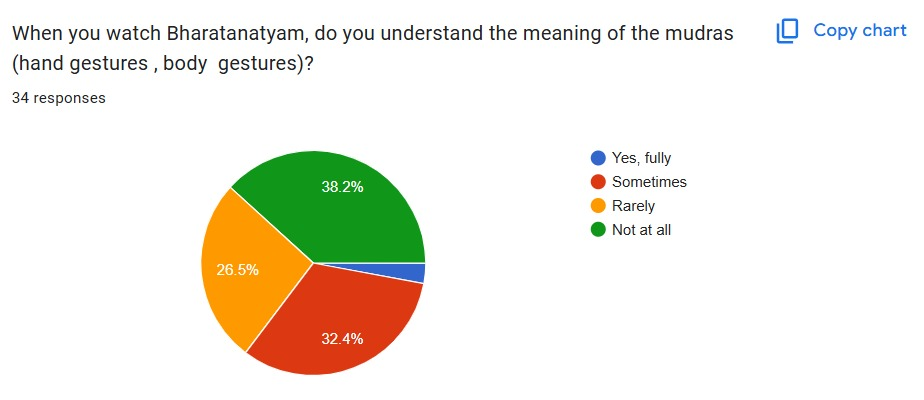 When you watch Bharatanatyam, do you understand the meaning of the mudras
(hand gestures , body  gestures)?
Copy chart
34 responses
38.2%
26.5%
32.4%
Yes, fully
Sometimes
Rarely
Not at all